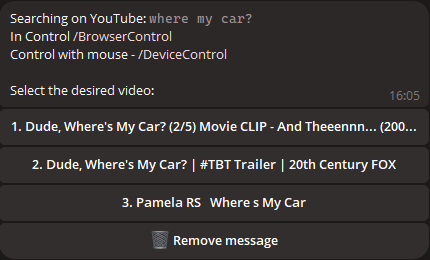 Searching on YouTube: where my car?
In Control /BrowserControl
Control with mouse - /DeviceControl
Select the desired video:
16:05
1. Dude, Where's My Car? (2/5) Movie CLIP - And Theeennn... (200...
2. Dude, Where's My Car? | #TBT Trailer | 20th Century FOX
3. Pamela RS Where s My Car
Remove message